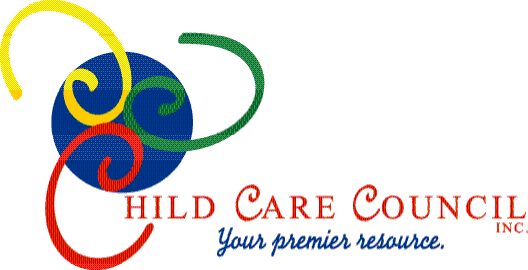 CHILD CARE COUNCIL
INC.
Your premier resource.